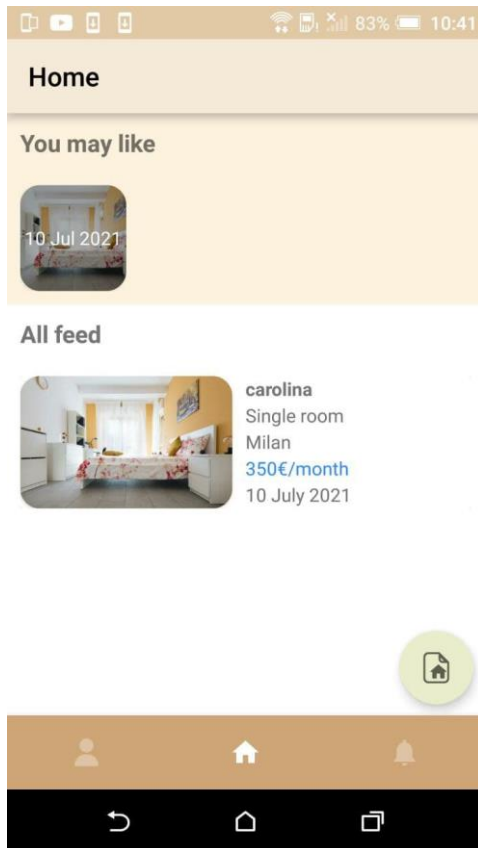 83% 10:41
Home
You may like
10 Jul 2021
All feed
carolina
Single room
Milan
350€/month
10 July 2021